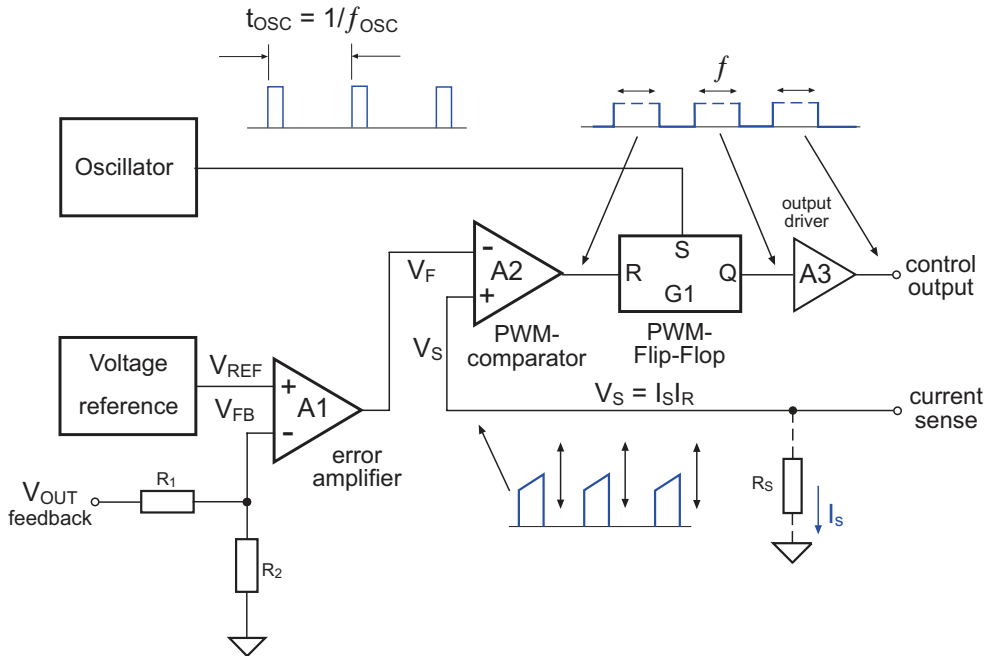 tOSC = 1/fOSC
f
Oscillator
output
driver
S
R
Q
G1
A2
-
+
A3
control
output
VF
VS
PWM-
comparator
PWM-
Flip-Flop
Voltage
reference
VREF
VFB
+
-
A1
error
amplifier
VS = ISIR
current
sense
VOUT
feedback
R1
R2
RS
Is